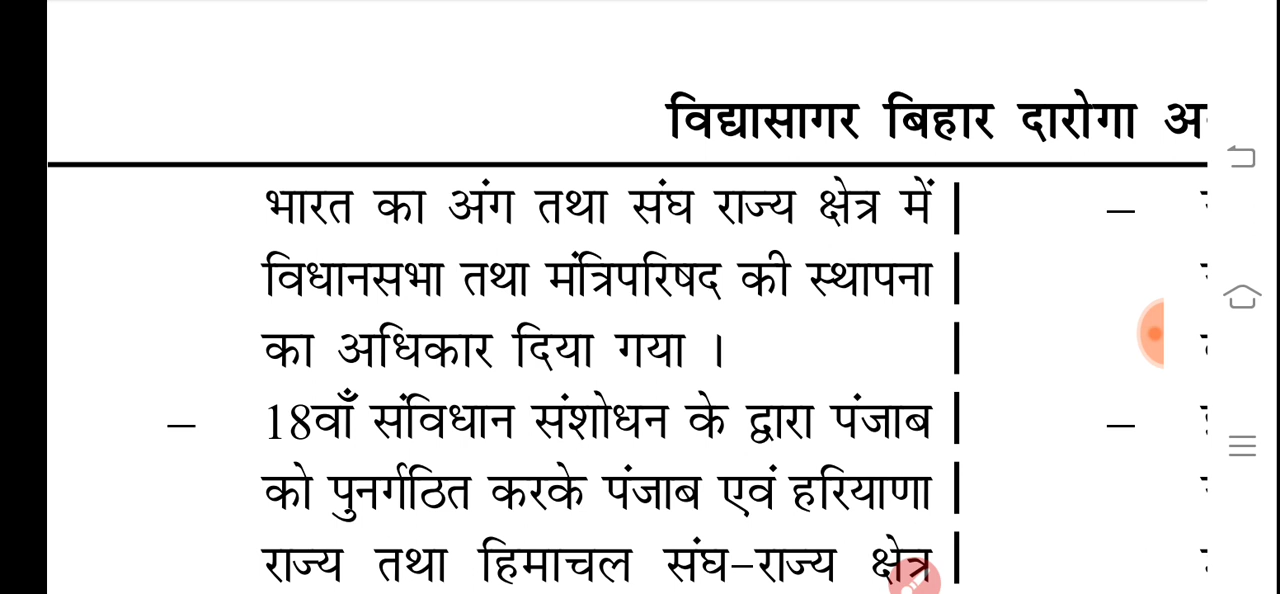 विद्यासागर बिहार दारोगा
भारत का अंग तथा संघ राज्य क्षेत्र में
विधानसभा तथा मंत्रिपरिषद की स्थापना
का अधिकार दिया गया ।
– 18वाँ संविधान संशोधन के द्वारा पंजाब
को पुनर्गठित करके पंजाब एवं हरियाणा
राज्य तथा हिमाचल संघ–राज्य क्षेत्र
–
–